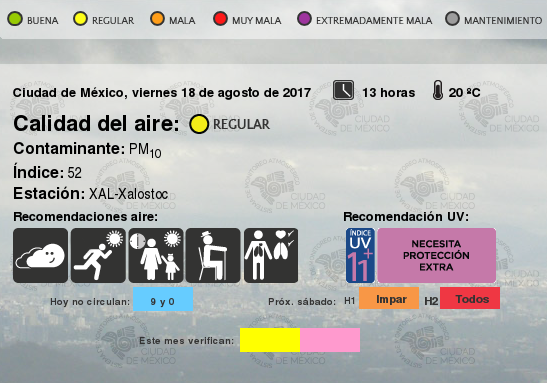 BUENA REGULAR MALA MUY MALA EXTREMADAMENTE MALA MANTENIMIENTO
Ciudad de México, viernes 18 de agosto de 2017 13 horas 20 ºC
Calidad del aire: REGULAR
Contaminante: PM10
Índice: 52
Estación: XAL-Xalostoc
Recomendaciones aire: Recomendación UV:
ÍNDICE
UV
11+
NECESITA
PROTECCIÓN
EXTRA
Hoy no circulan: 9 y 0 Próx. sábado: H1 Impar H2 Todos
Este mes verifican:
CIUDAD
DE MÉXICO